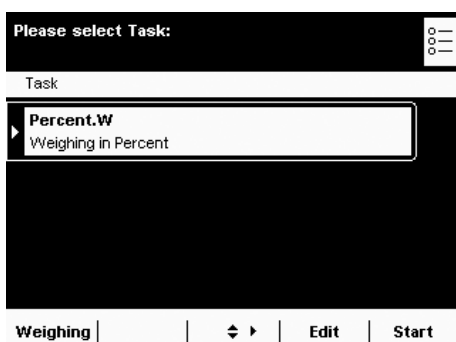 Please select Task:
Task
Percent.W
Weighing in Percent
Weighing Edit Start